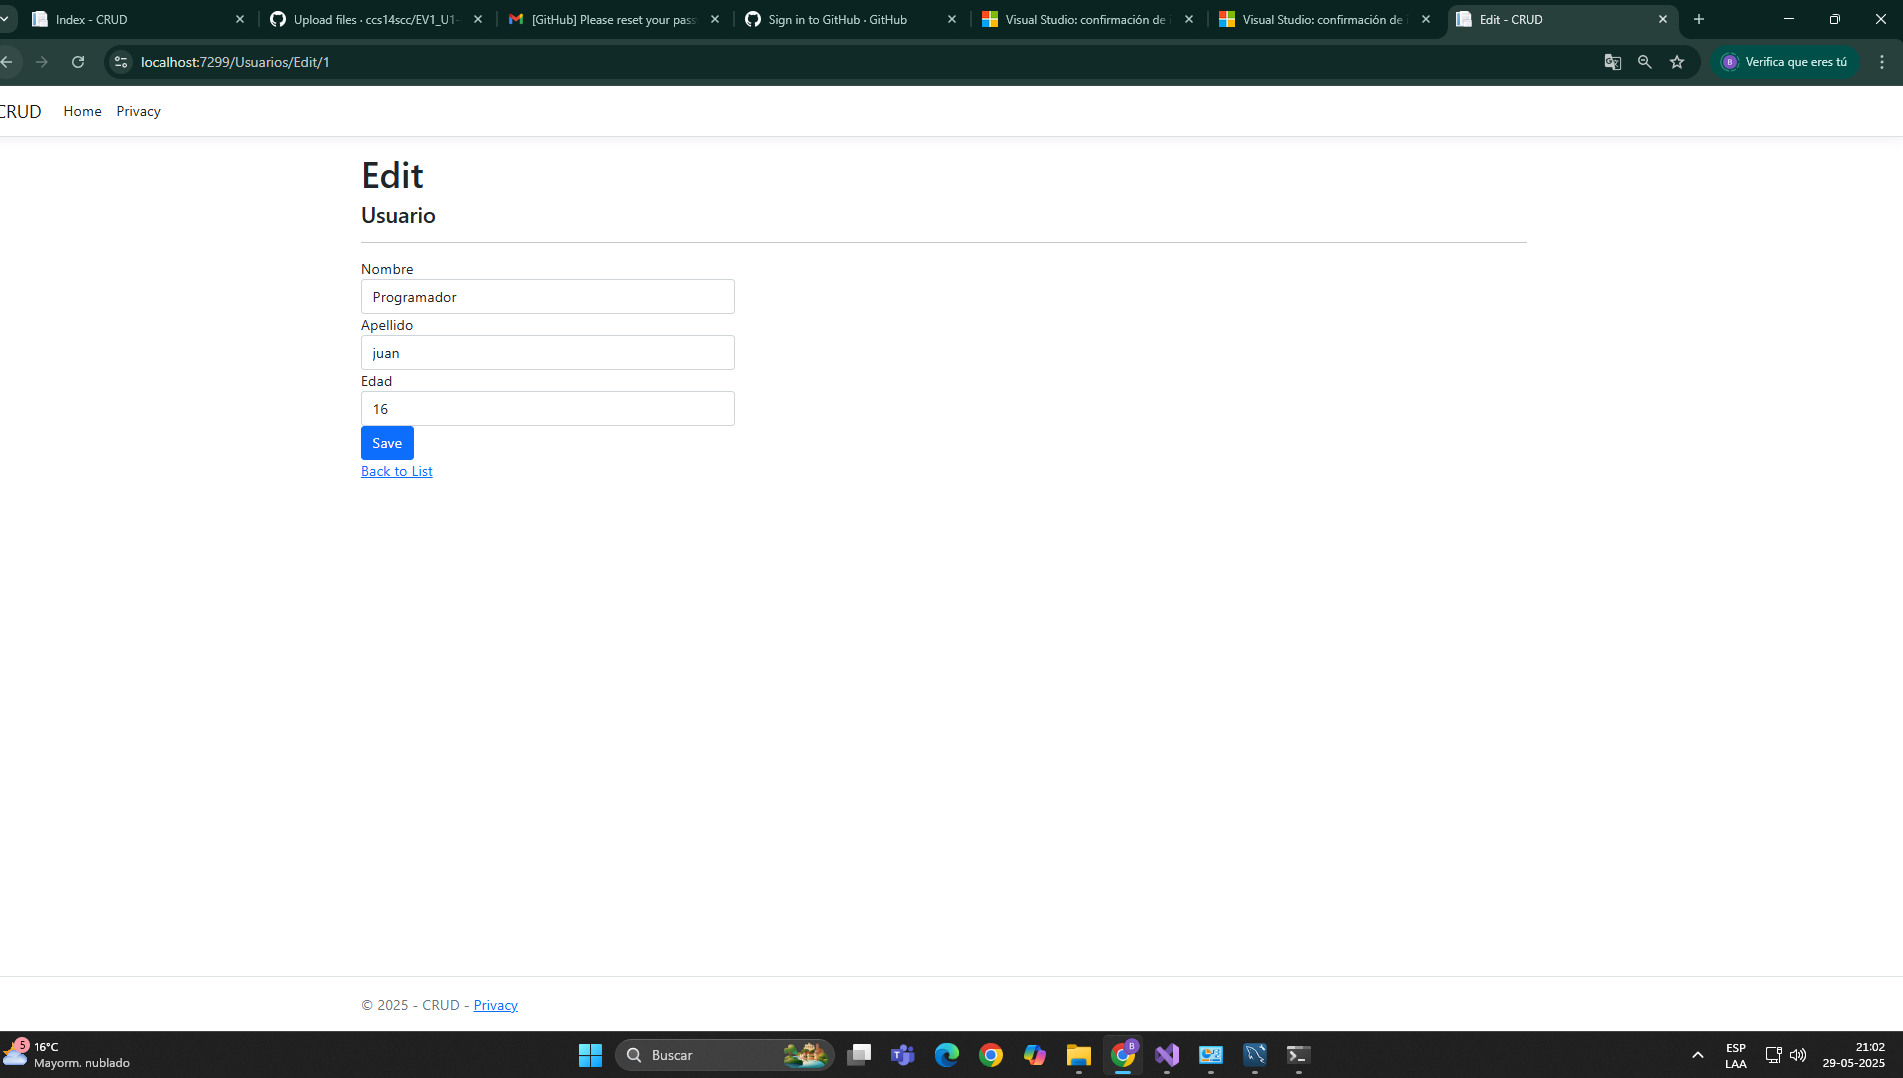 Index - CRUD
Upload files · ccs14scc/EV1_U1-
[GitHub] Please reset your pass
Sign in to GitHub · GitHub
Visual Studio: confirmación de i
Visual Studio: confirmación de i
Edit - CRUD
localhost:7299/Usuarios/Edit/1
B
Verifica que eres tú
CRUD
Home
Privacy
Edit
Usuario
Nombre
Programador
Apellido
juan
Edad
16
Save
Back to List
© 2025 - CRUD - Privacy
5
16°C
Mayorm. nublado
Buscar
B
ESP
LAA
21:02
29-05-2025